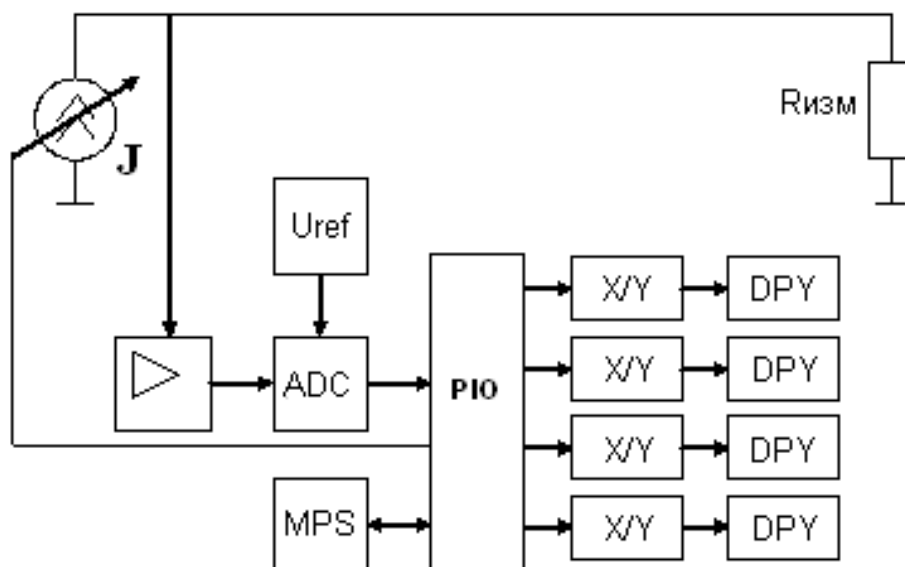 Rизм
J
Uref
X/Y
DPY
ADC
PIO
X/Y
DPY
X/Y
DPY
MPS
X/Y
DPY